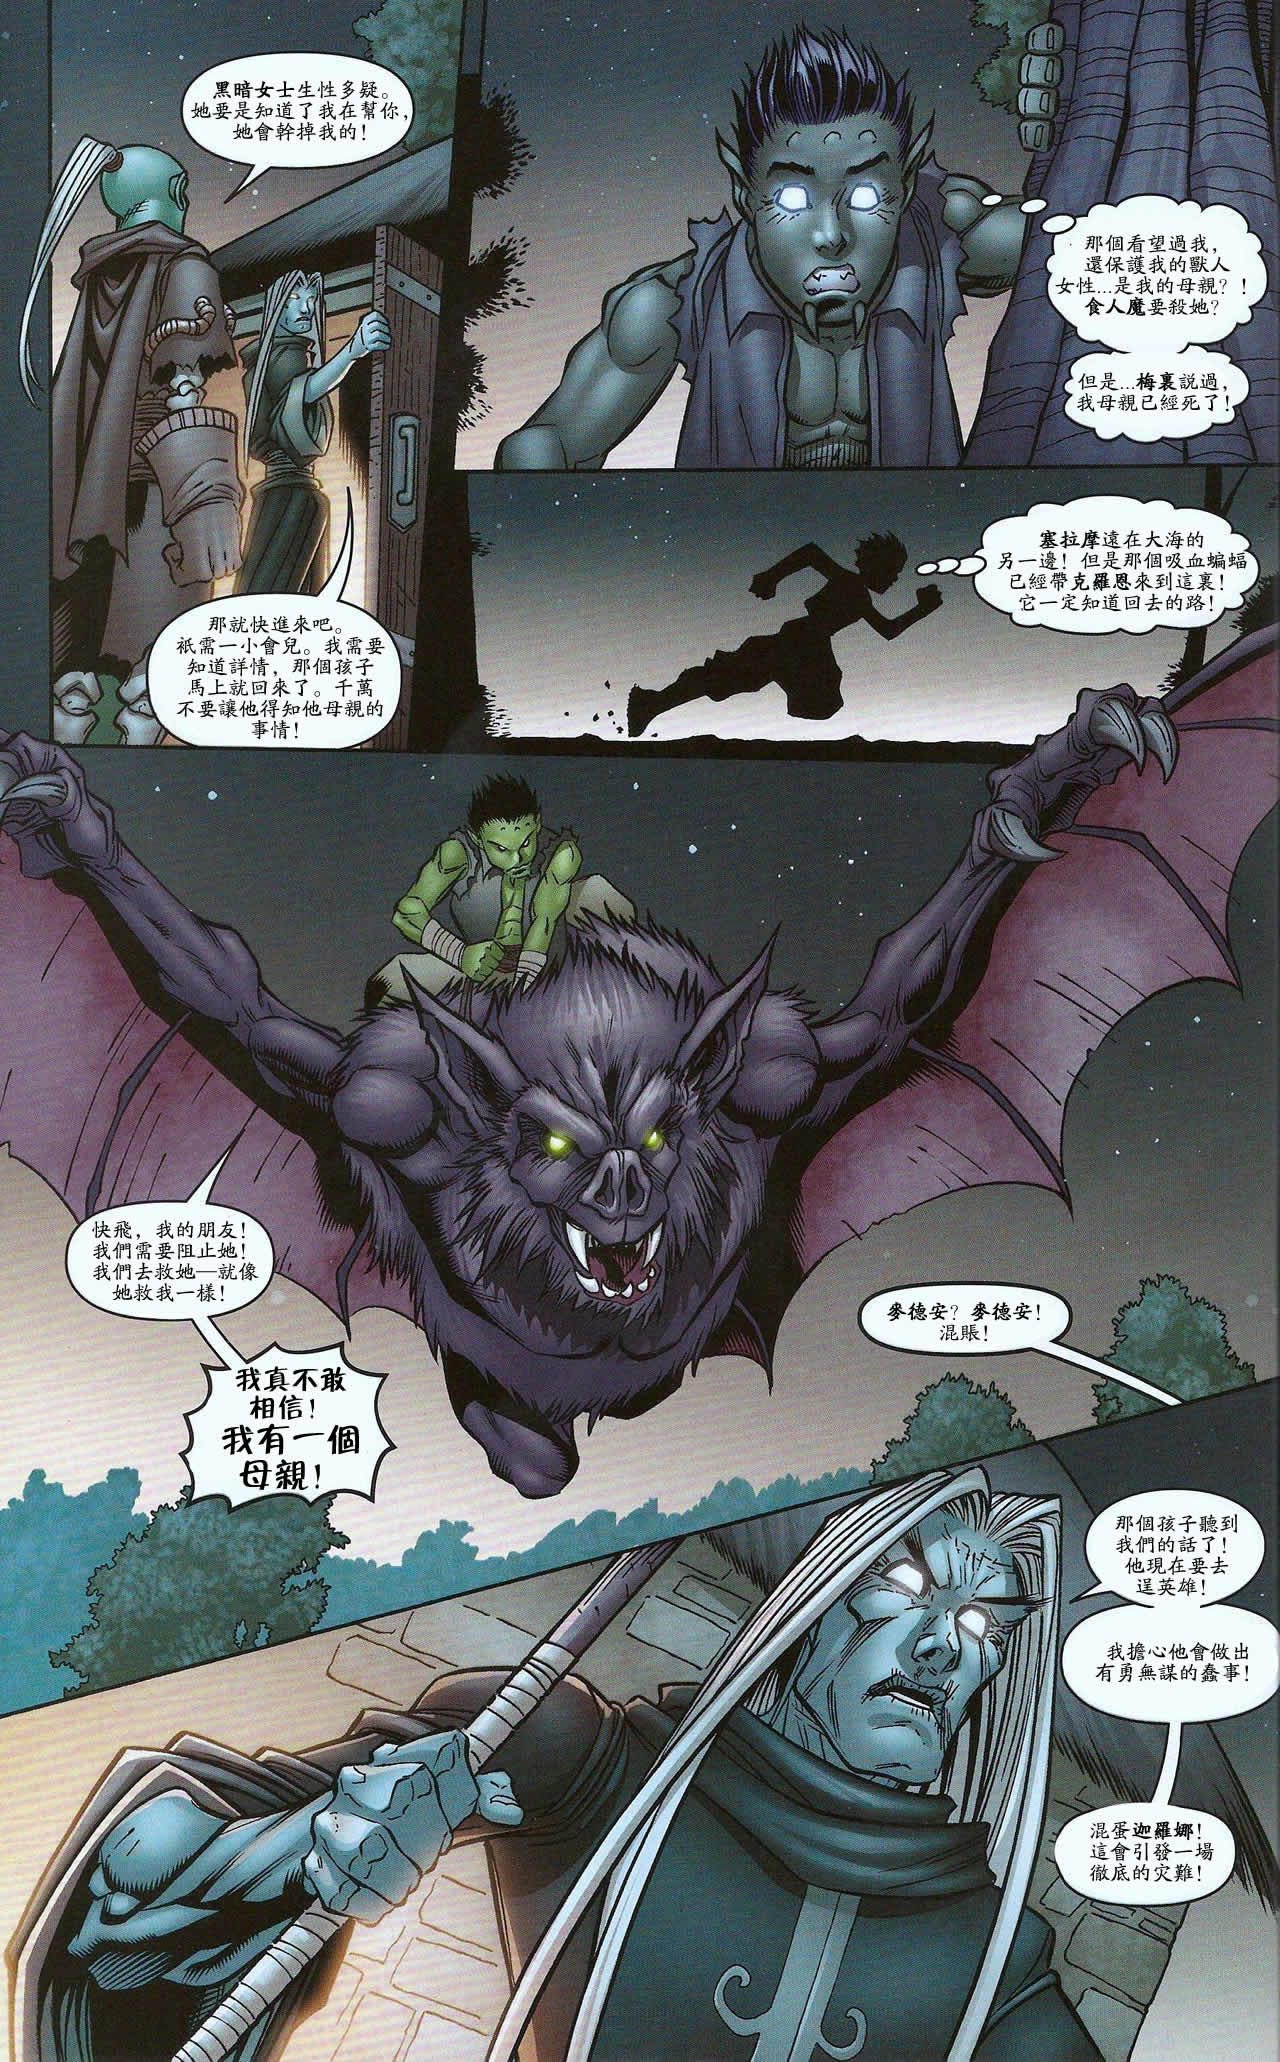 黑暗女士生性多疑。
她要是知道了我在幫你,
她會幹掉我的!
那就快進來吧。
衹需一小會兒。我需要
知道詳情,那個孩子
馬上就回來了。千萬
不要讓他得知他母親的
事情!
那個看望過我,
還保護我的獸人
女性...是我的母親?!
食人魔要殺她?
但是...梅裏説過,
我母親已經死了!
塞拉摩遠在大海的
另一邊!但是那個吸血蝙蝠
已經帶克羅恩來到這裏!
它一定知道回去的路!
快飛,我的朋友!
我們需要阻止她!
我們去救她—就像
她救我一樣!
我真不敢
相信!
我有一個
母親!
麥德安?麥德安!
混賬!
那個孩子聽到
我們的話了!
他現在要去
逞英雄!
我擔心他會做出
有勇無謀的蠢事!
混蛋迦羅娜!
這會引發一場
徹底的灾難!